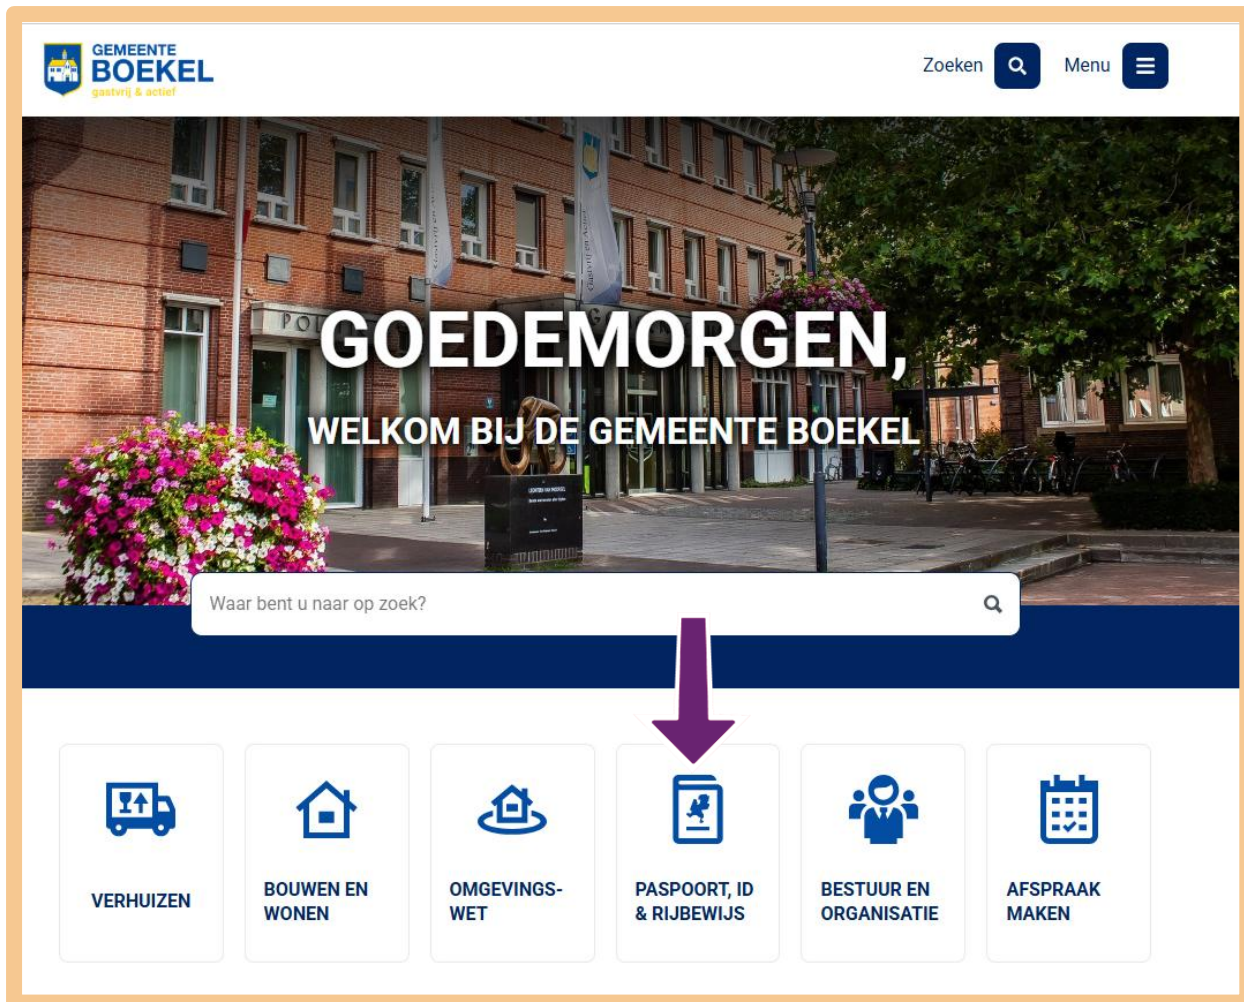 GEMEENTE
BOEKEL
gastvrij & actief
Zoeken
Menu
POL
G
GOEDEMORGEN,
WELKOM BIJ DE GEMEENTE BOEKEL
Waar bent u naar op zoek?
VERHUIZEN
BOUWEN EN
WONEN
OMGEVINGS-
WET
PASPOORT, ID
& RIJBEWIJS
BESTUUR EN
ORGANISATIE
AFSPRAAK
MAKEN